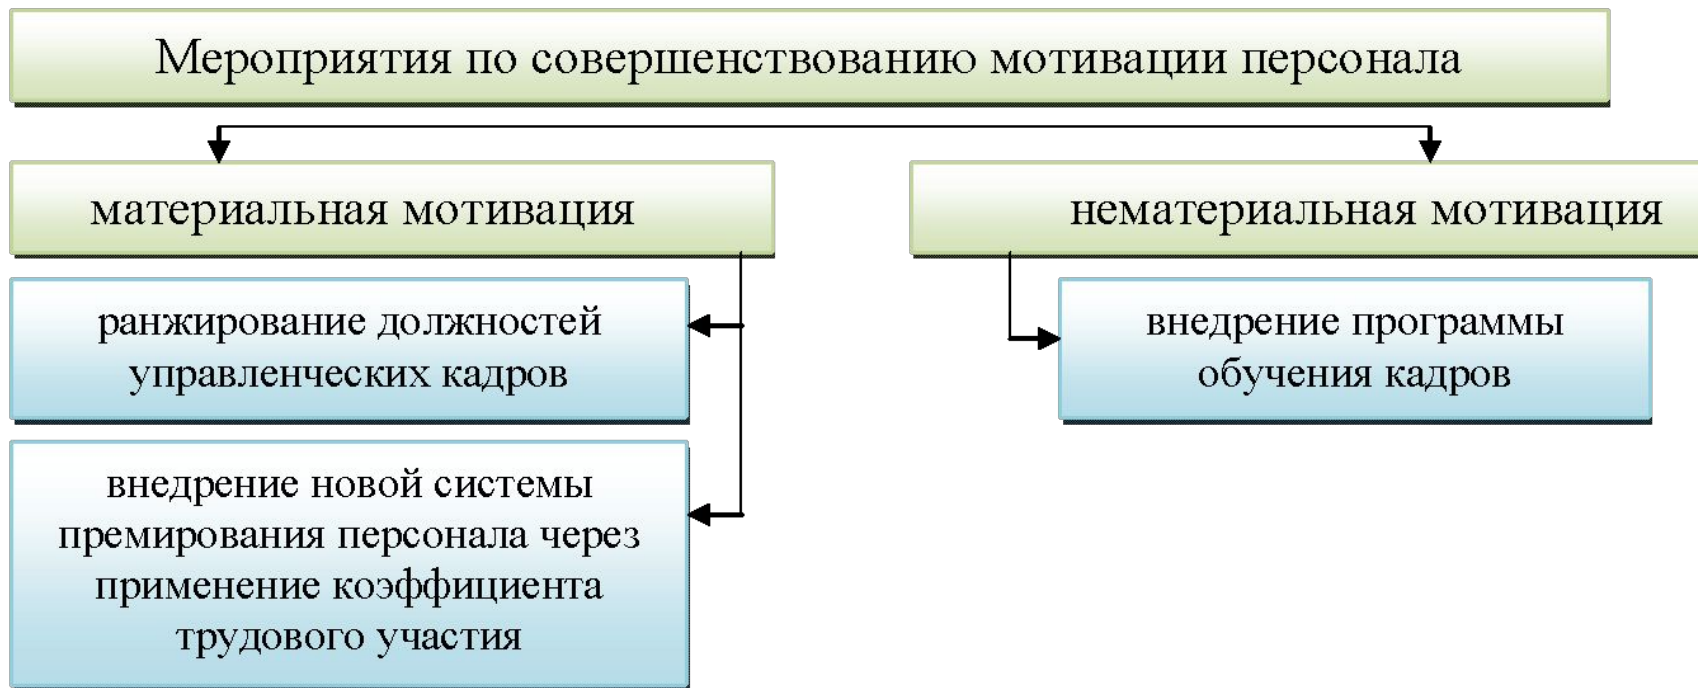 Мероприятия по совершенствованию мотивации персонала
материальная мотивация
нематериальная мотивация
ранжирование должностей
управленческих кадров
внедрение программы
обучения кадров
внедрение новой системы
премирования персонала через
применение коэффициента
трудового участия